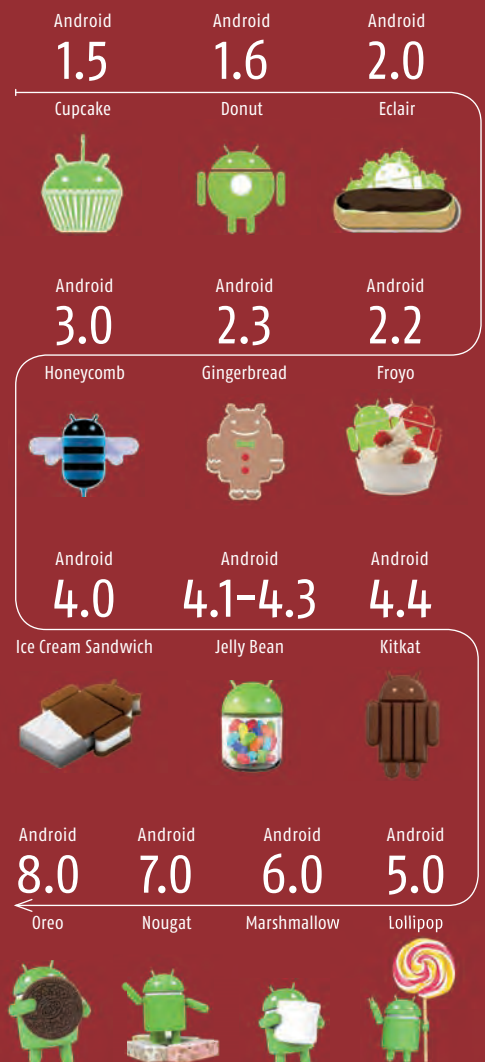 Android Android Android
1.5 1.6 2.0
Cupcake Donut Eclair
Android Android Android
3.0 2.3 2.2
Honeycomb Gingerbread Froyo
Android Android Android
4.0 4.1-4.3 4.4
Ice Cream Sandwich Jelly Bean Kitkat
Android Android Android Android
8.0 7.0 6.0 5.0
Oreo Nougat Marshmallow Lollipop